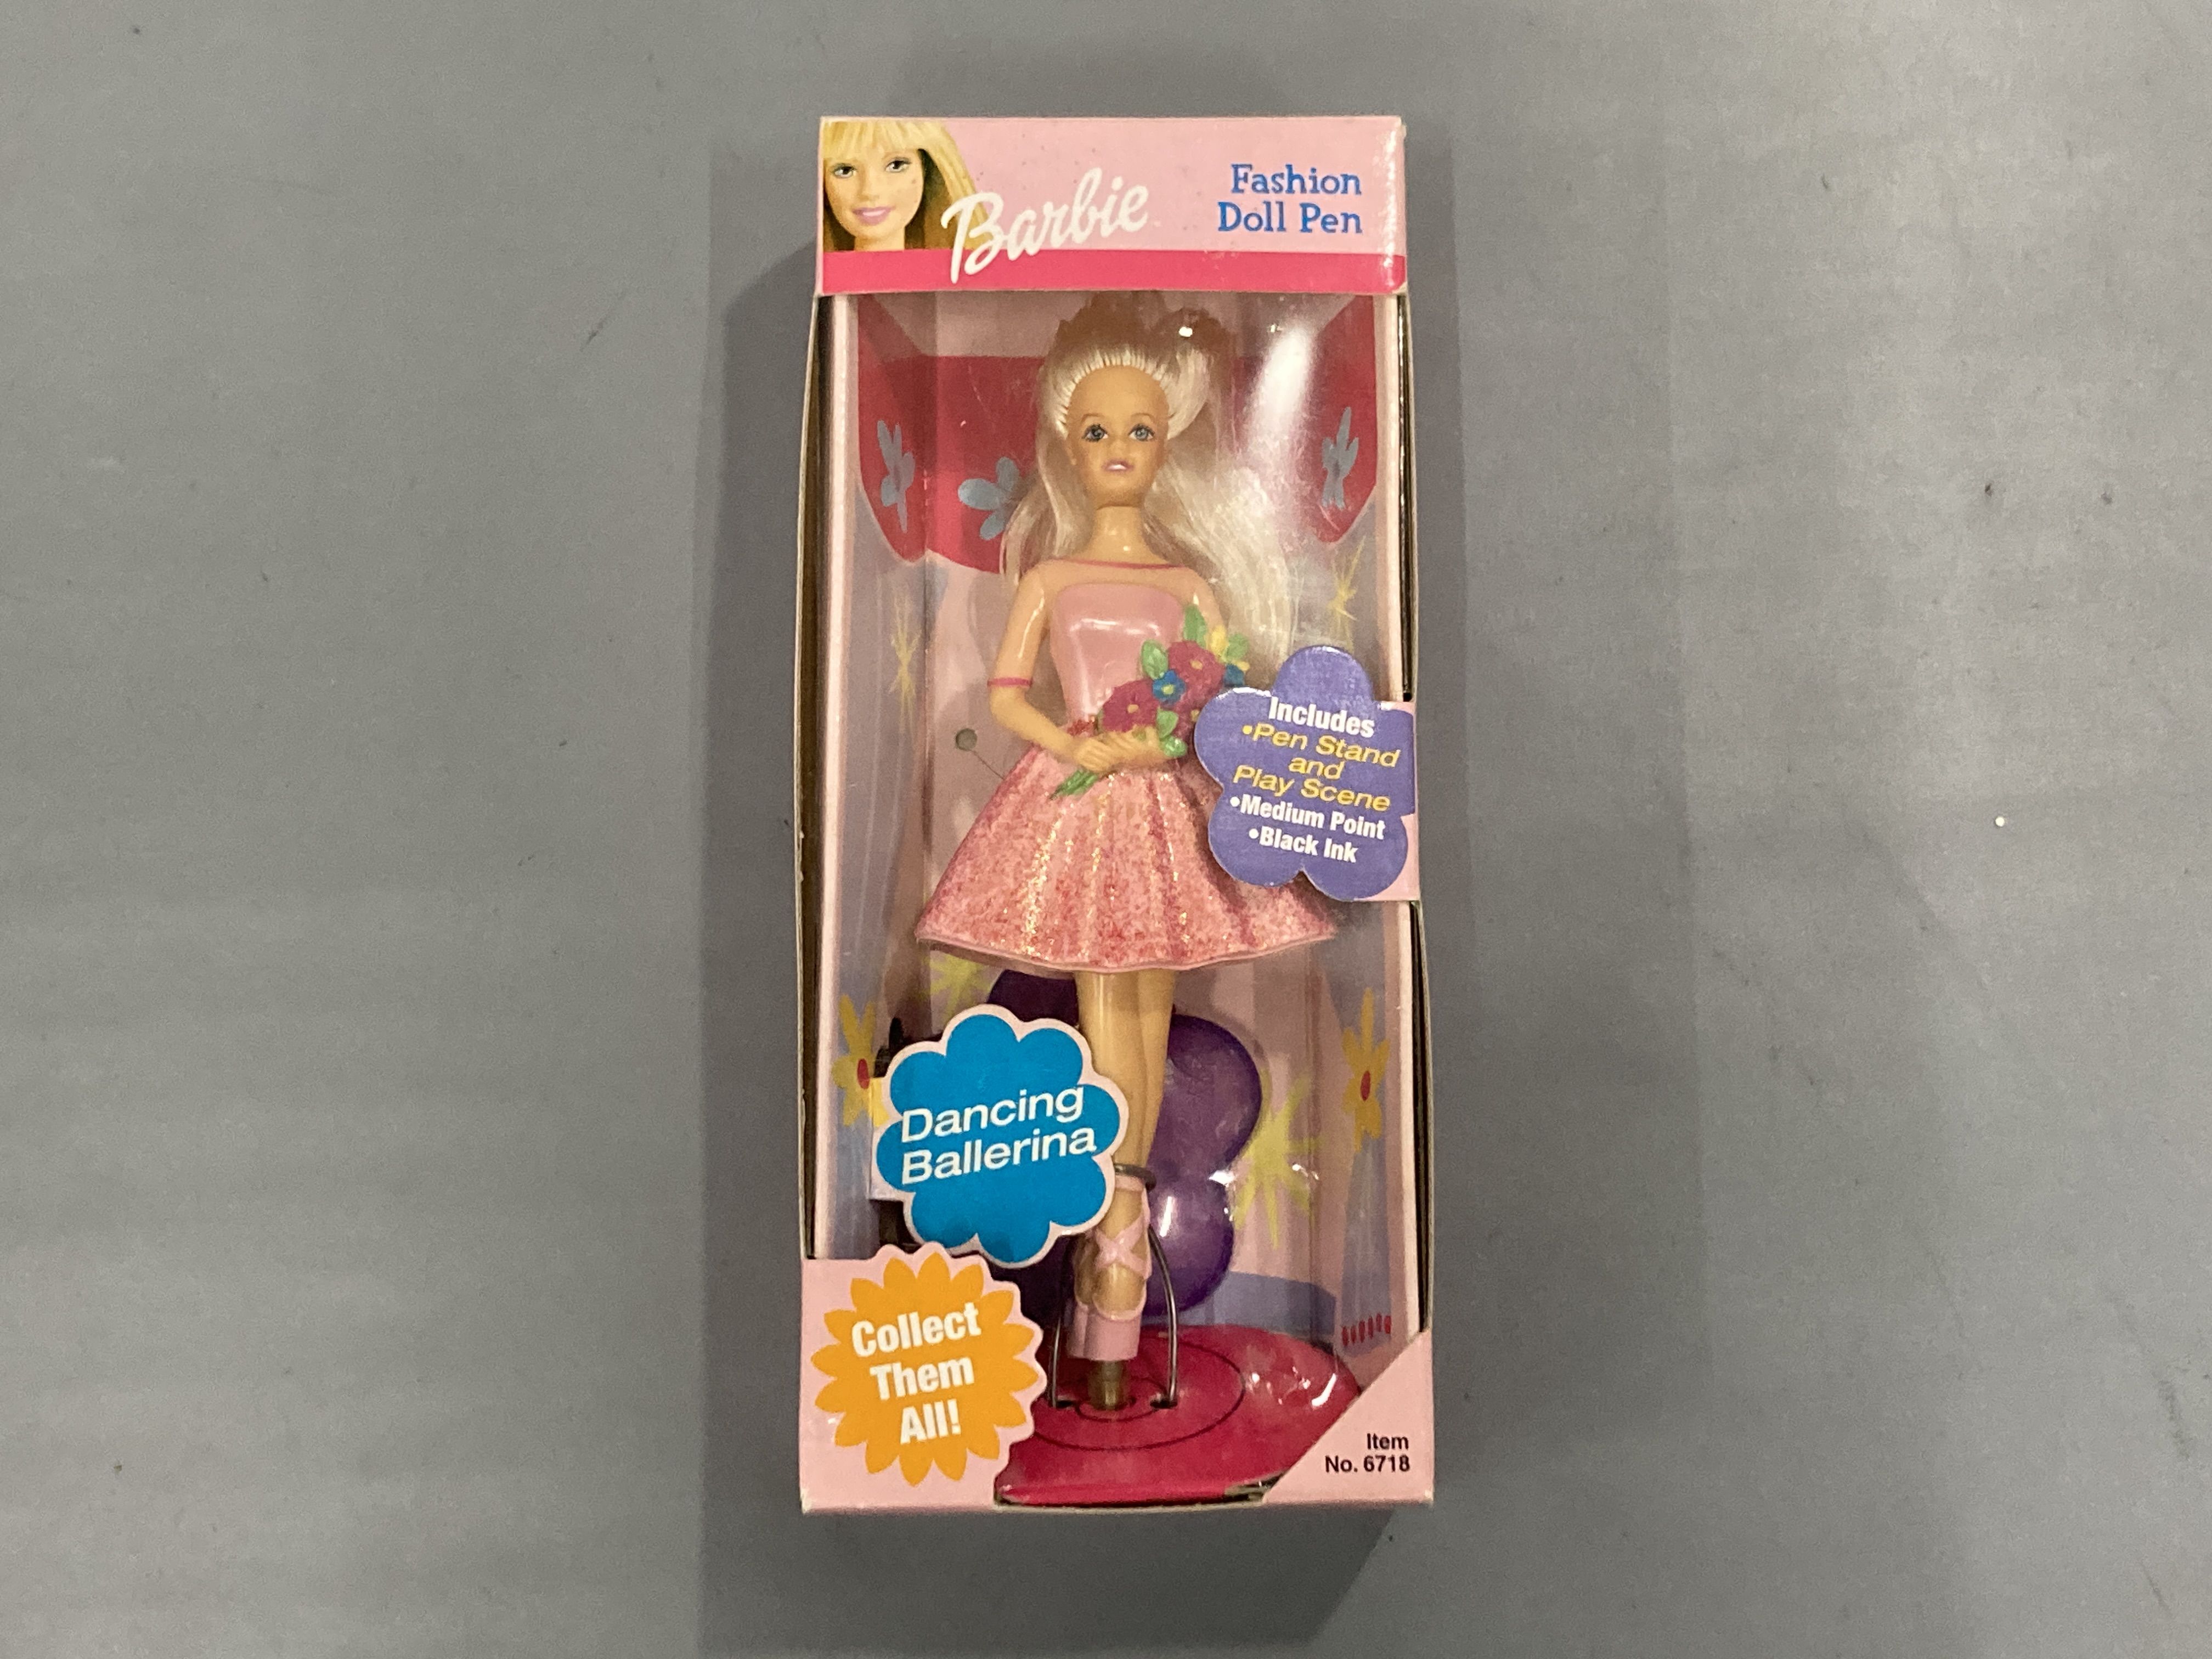 Barbie
Fashion
Doll Pen
Includes
•Pen Stand
and
Play Scene
•Medium Point
•Black Ink
Dancing
Ballerina
Collect
Them
All!
Item
No. 6718